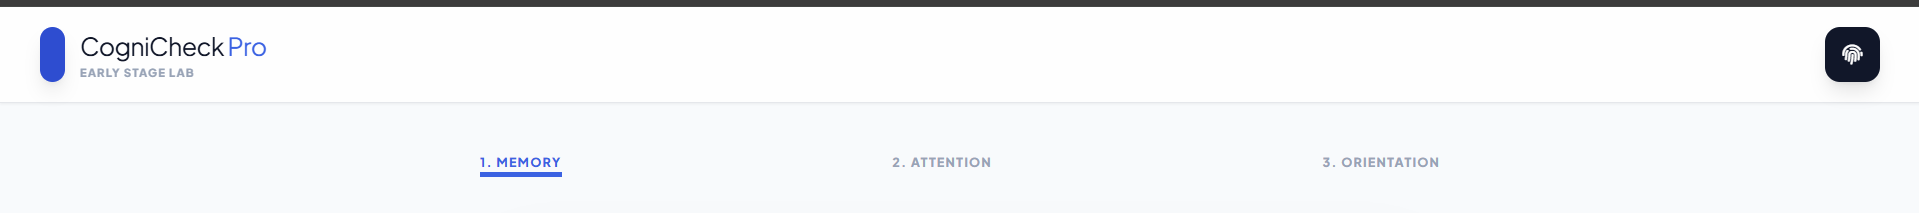 CogniCheck Pro
EARLY STAGE LAB
1. MEMORY
2. ATTENTION
3. ORIENTATION